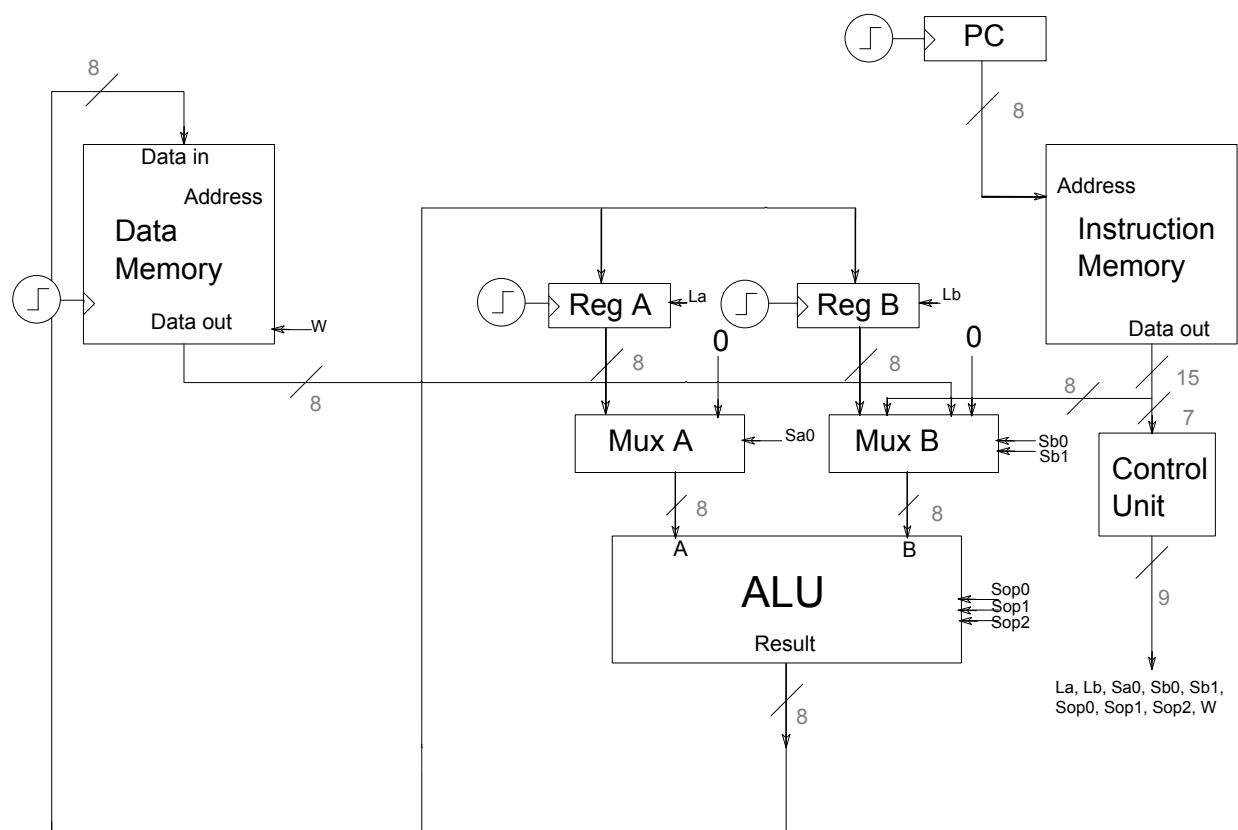 PC
8
8
Data in
Address
Data
Memory
Data out
W
8
Address
Instruction
Memory
Data out
15
8
7
Reg A
La
Reg B
Lb
0
0
8
8
Mux A
Sa0
Mux B
Sb0
Sb1
Control
Unit
8
8
A
B
ALU
Sop0
Sop1
Sop2
Result
9
8
La, Lb, Sa0, Sb0, Sb1,
Sop0, Sop1, Sop2, W